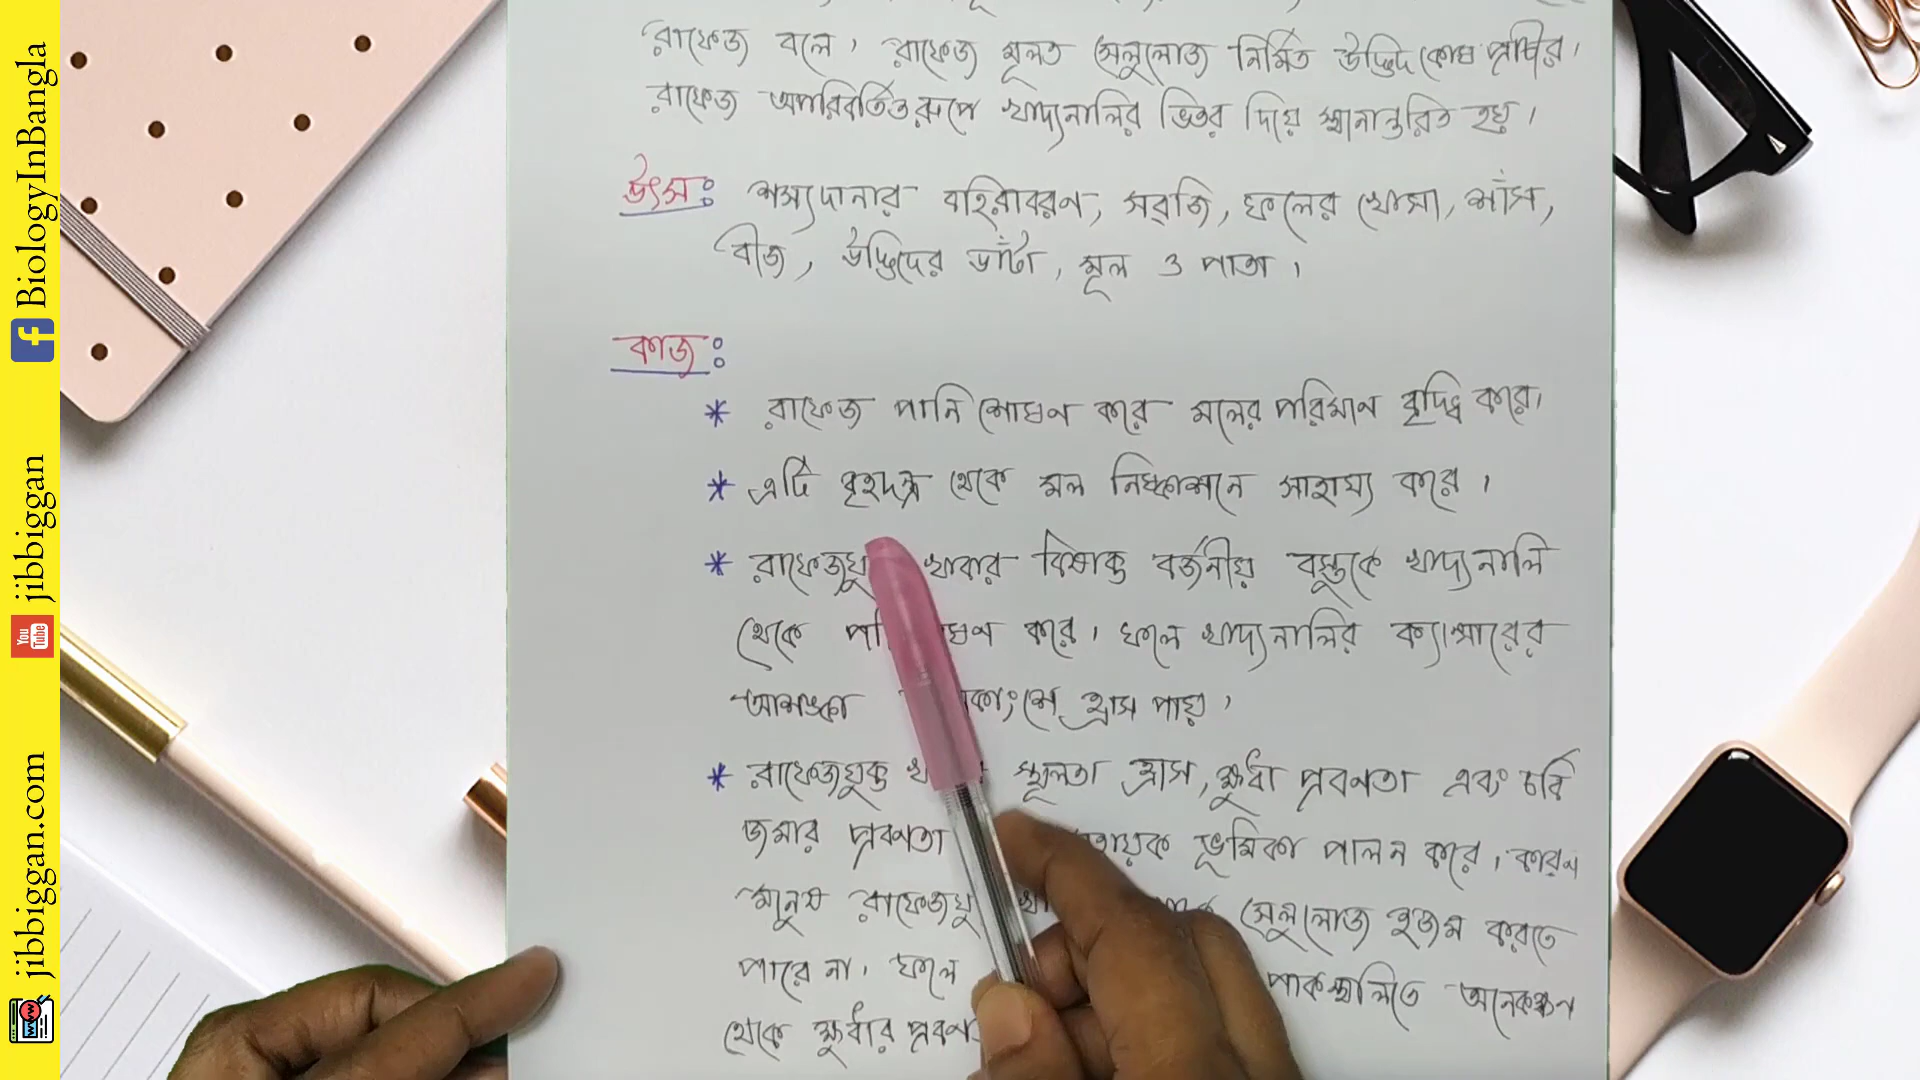 রাফেজ বলে। রাফেজ মূলত সেলুলোজ নির্মিত উদ্ভিদ কোষ প্রাচীর।
রাফেজ অপরিবর্তিতরুপে খাদ্যনালির ভিতর দিয়ে স্থানান্তরিত হয়।
উৎসঃ শস্যদানার বহিরাবরণ, সবজি, ফলের খোসা, শাঁস,
বীজ, উদ্ভিদের ডাঁটা, মূল ও পাতা।
কাজঃ
* রাফেজ পানি শোষণ করে মলের পরিমান বৃদ্ধি করে।
* এটি বৃহদন্ত্র থেকে মল নিষ্কাশনে সাহায্য করে।
* রাফেজযু খাবার বিষাক্ত বর্জনীয় বস্তুকে খাদ্যনালি
থেকে করে। ফলে খাদ্যনালির ক্যান্সারের
আশঙ্কা হ্রাস পায়।
* রাফেজযুক্ত স্থূলতা হ্রাস, ক্ষুধা প্রবনতা এবং চর্বি
জমার প্রবণতা ভূমিকা পালন করে। কারণ
মানুষ রাফেজযু সেলুলোজ হজম করতে
পারে না। ফলে পাকস্থলিতে অনেকক্ষণ
থেকে ক্ষুধার
BiologyInBangla
jibbiggan
jibbiggan.com